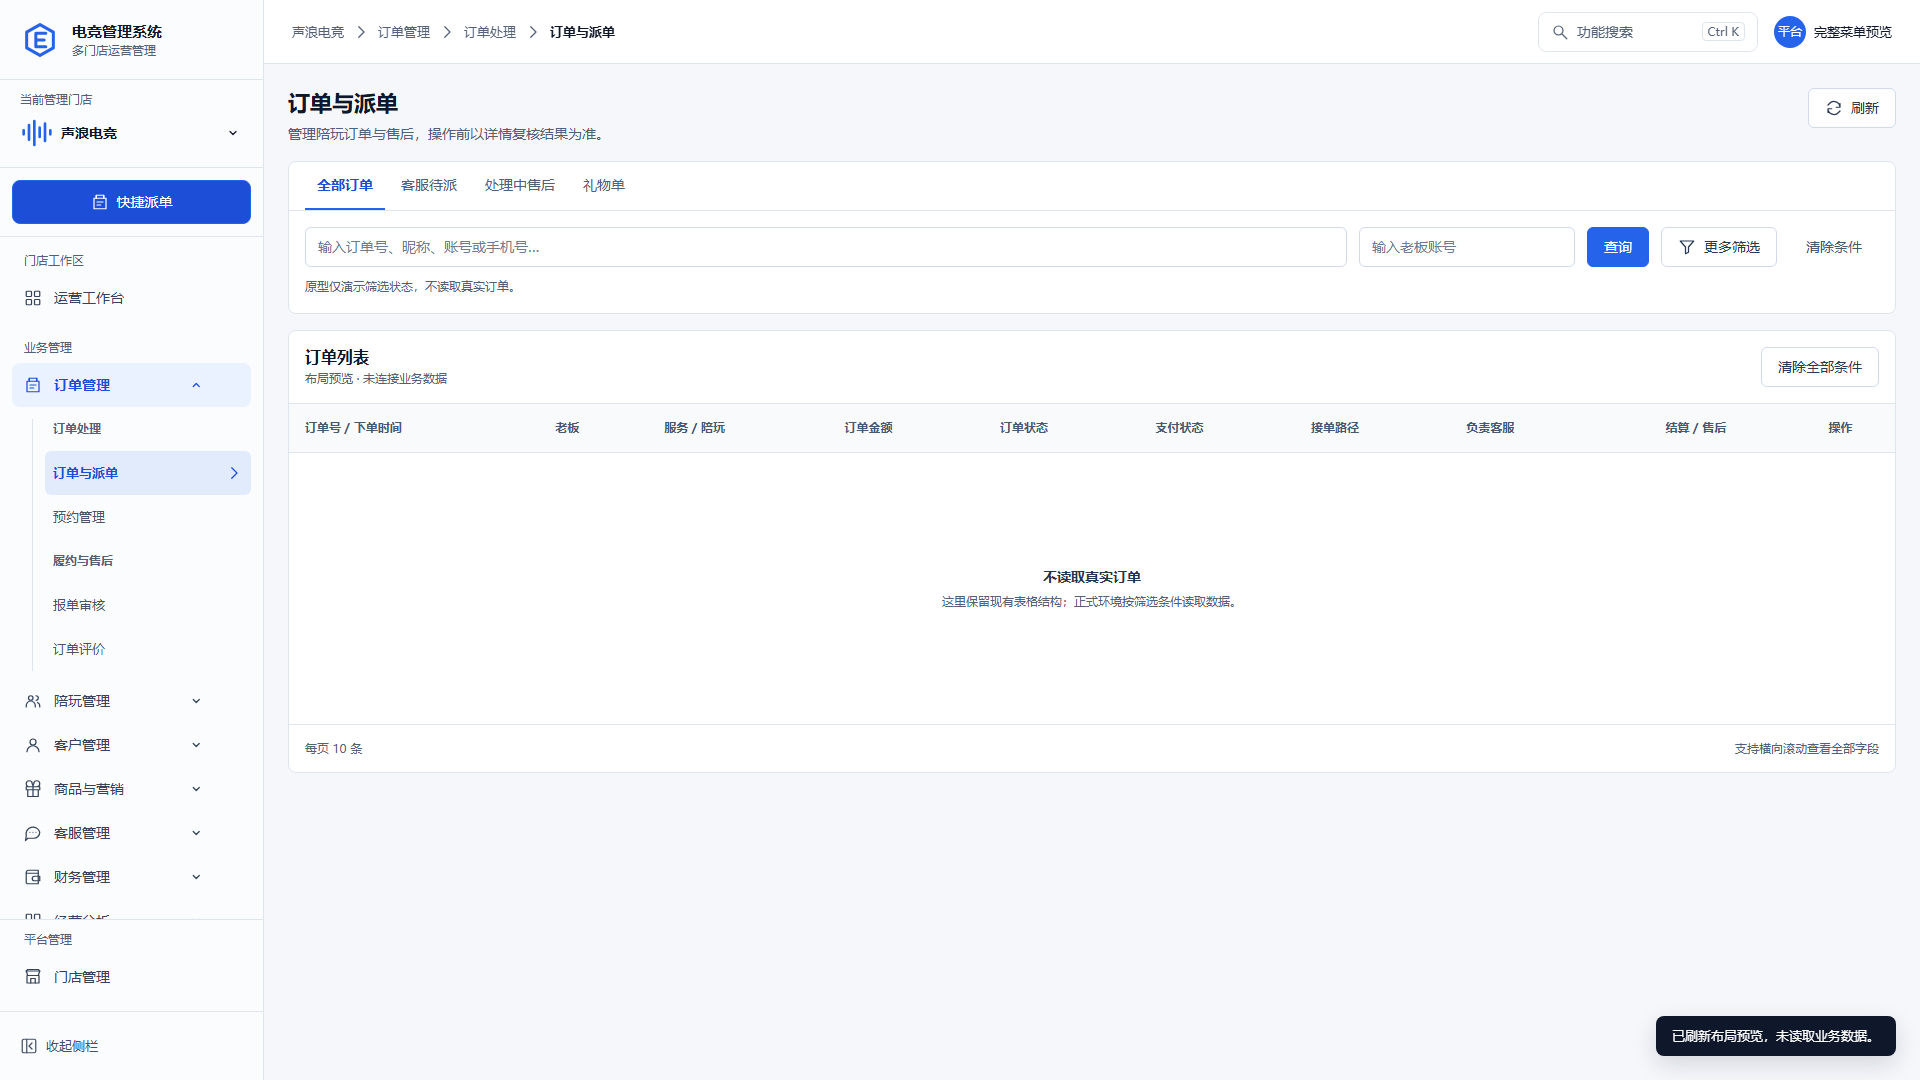 电竞管理系统
多门店运营管理
当前管理门店
声浪电竞
快捷派单
门店工作区
运营工作台
业务管理
订单管理
订单处理
订单与派单
预约管理
履约与售后
报单审核
订单评价
陪玩管理
客户管理
商品与营销
客服管理
财务管理
平台管理
门店管理
收起侧栏
声浪电竞 订单管理 订单处理 订单与派单
功能搜索 Ctrl K
平台 完整菜单预览
订单与派单
管理陪玩订单与售后，操作前以详情复核结果为准。
刷新
全部订单 客服待派 处理中售后 礼物单
输入订单号、昵称、账号或手机号... 输入老板账号 查询 更多筛选 清除条件
原型仅演示筛选状态，不读取真实订单。
订单列表
布局预览 · 未连接业务数据
清除全部条件
订单号 / 下单时间 老板 服务 / 陪玩 订单金额 订单状态 支付状态 接单路径 负责客服 结算 / 售后 操作
不读取真实订单
这里保留现有表格结构；正式环境按筛选条件读取数据。
每页 10 条 支持横向滚动查看全部字段
已刷新布局预览，未读取业务数据。